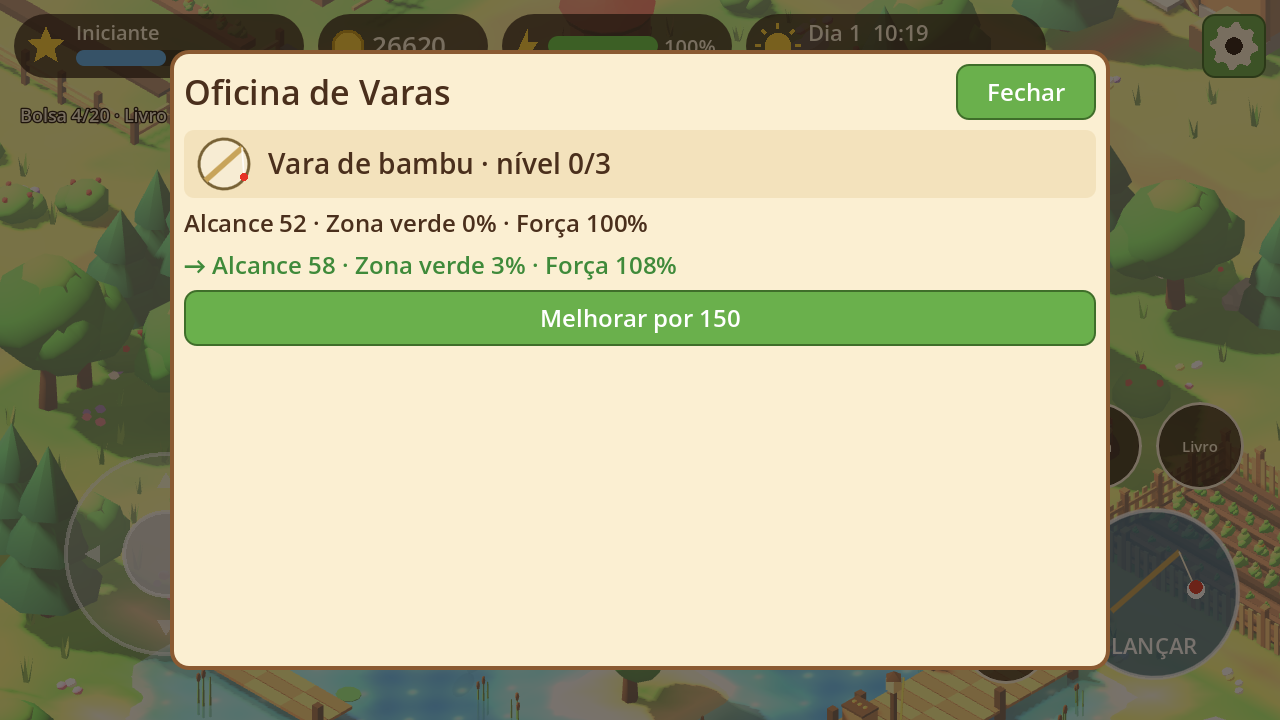 Iniciante
26620
100%
Dia 1 10:19
Bolsa 4/20 · Livro
Oficina de Varas
Fechar
Vara de bambu · nível 0/3
Alcance 52 · Zona verde 0% · Força 100%
→ Alcance 58 · Zona verde 3% · Força 108%
Melhorar por 150
Livro
LANÇAR